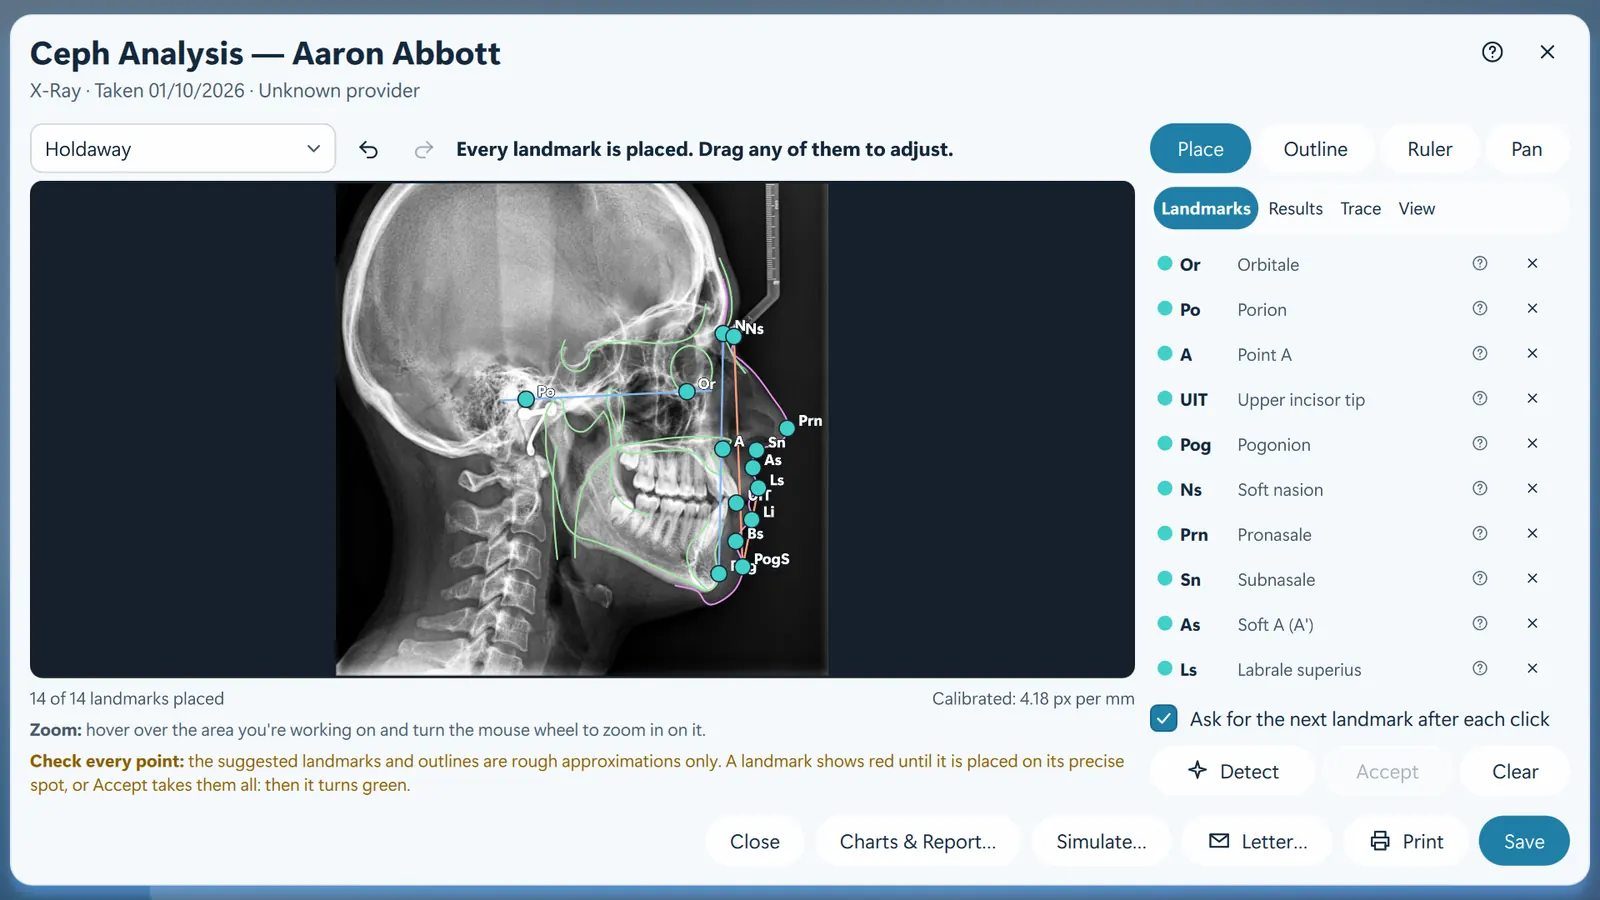 Ceph Analysis — Aaron Abbott
X-Ray · Taken 01/10/2026 · Unknown provider
Holdaway
Every landmark is placed. Drag any of them to adjust.
Place
Outline
Ruler
Pan
Landmarks
Results
Trace
View
N
Ns
Po
Or
Prn
A
Sn
As
Ls
UIT
Li
Bs
PogS
Or Orbitale
Po Porion
A Point A
UIT Upper incisor tip
Pog Pogonion
Ns Soft nasion
Prn Pronasale
Sn Subnasale
As Soft A (A')
Ls Labrale superius
14 of 14 landmarks placed
Calibrated: 4.18 px per mm
Zoom: hover over the area you're working on and turn the mouse wheel to zoom in on it.
Check every point: the suggested landmarks and outlines are rough approximations only. A landmark shows red until it is placed on its precise
spot, or Accept takes them all: then it turns green.
Ask for the next landmark after each click
Detect
Accept
Clear
Close
Charts & Report...
Simulate...
Letter...
Print
Save